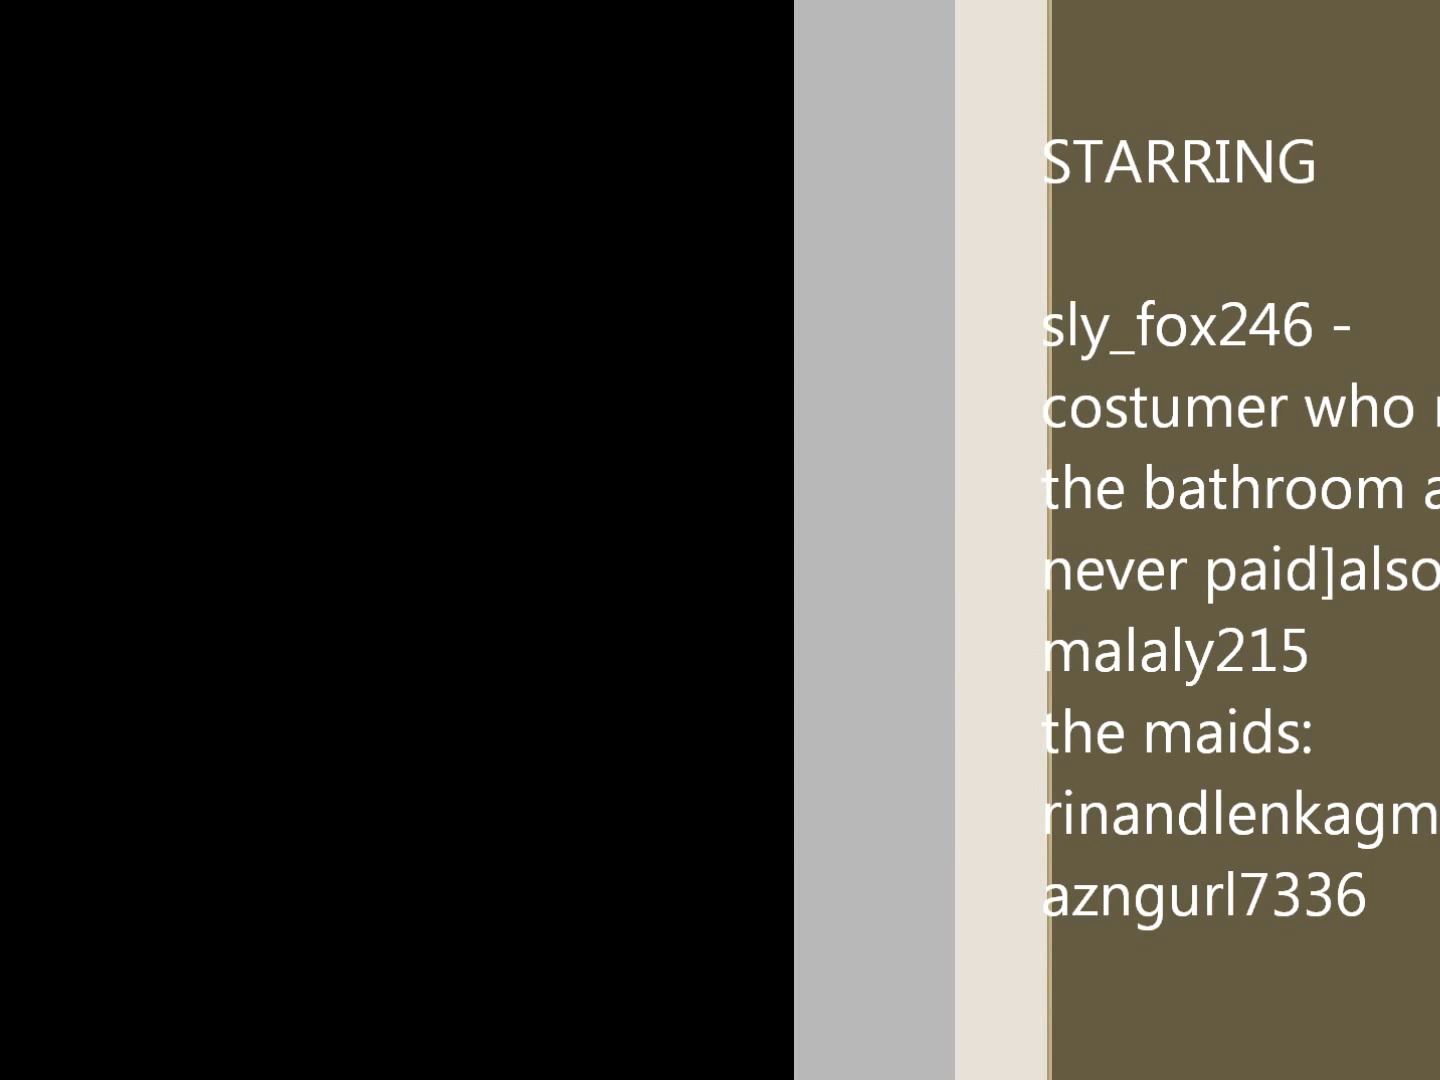 STARRING
sly_fox246 -
costumer who
the bathroom
never paid]also
malaly215
the maids:
rinandlenkagm
azngurl7336